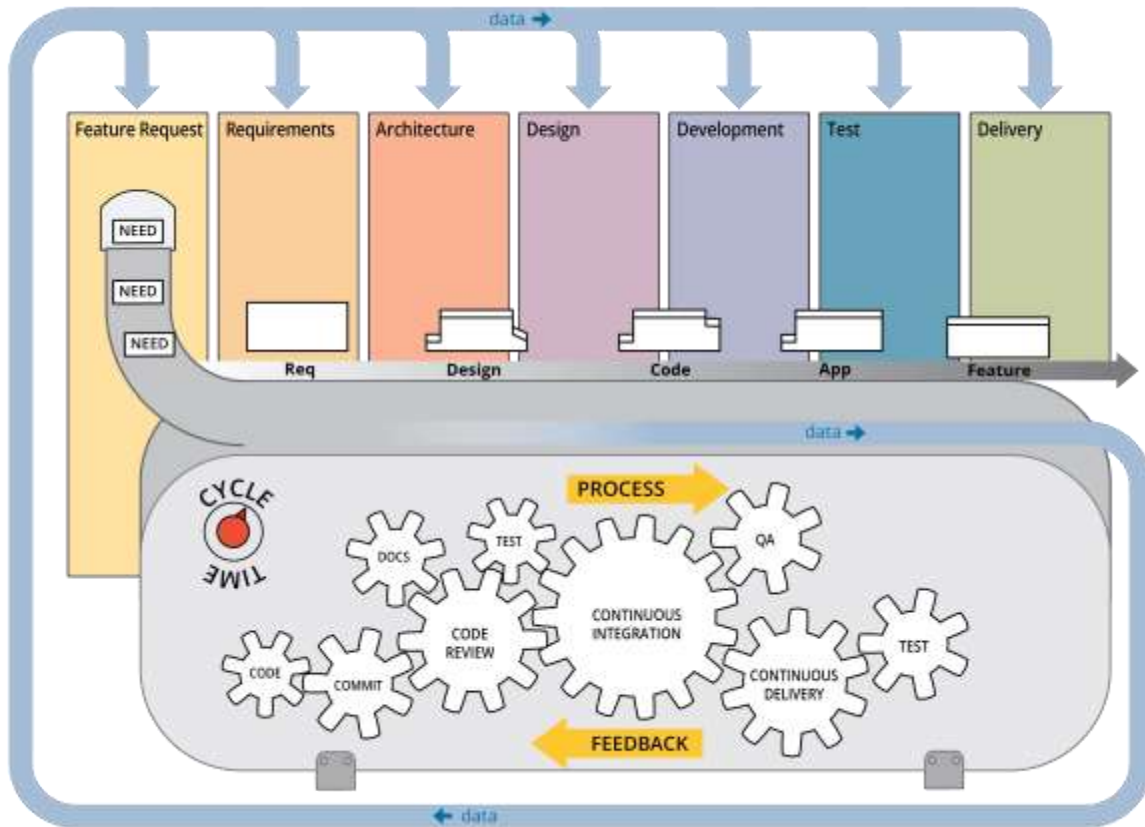 data
Feature Request
Requirements
Architecture
Design
Development
Test
Delivery
NEED
NEED
NEED
Req
Design
Code
App
Feature
data
CYCLE
TIME
PROCESS
DOCS
TEST
QA
CODE
REVIEW
CONTINUOUS
INTEGRATION
CODE
COMMIT
CONTINUOUS
DELIVERY
TEST
FEEDBACK
data